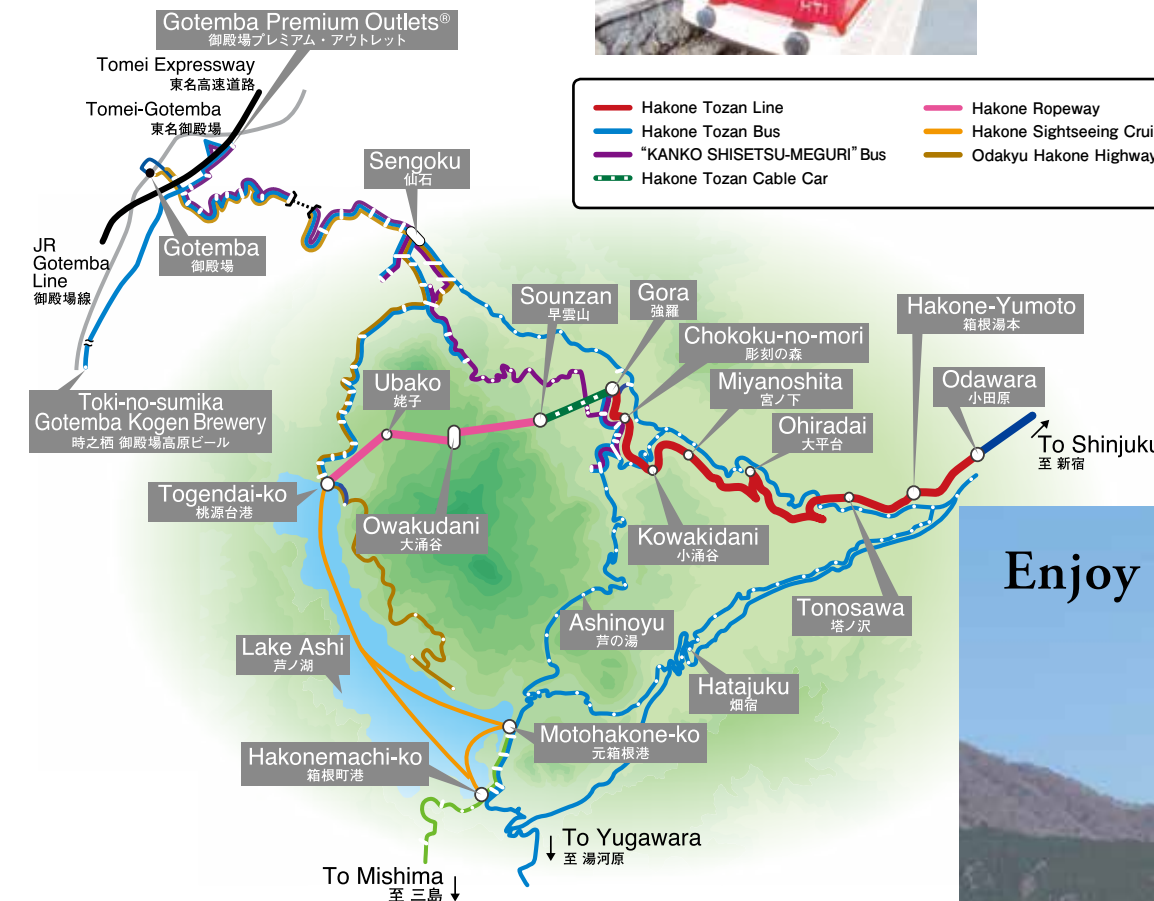 HT1
Gotemba Premium Outlets®
御殿場プレミアム・アウトレット
Tomei Expressway
東名高速道路
Tomei-Gotemba
東名御殿場
Hakone Tozan Line
Hakone Tozan Bus
“KANKO SHISETSU-MEGURI” Bus
Hakone Tozan Cable Car
Hakone Ropeway
Hakone Sightseeing Crui
Odakyu Hakone Highway
Sengoku
仙石
JR
Gotemba
Line
御殿場線
Gotemba
御殿場
Sounzan
早雲山
Gora
強羅
Hakone-Yumoto
箱根湯本
Chokoku-no-mori
彫刻の森
Miyanoshita
宮ノ下
Odawara
小田原
Ubako
姥子
Toki-no-sumika
Gotemba Kogen Brewery
時之栖 御殿場高原ビール
Ohiradai
大平台
To Shinjuku
至 新宿
Togendai-ko
桃源台港
Owakudani
大涌谷
Kowakidani
小涌谷
Enjoy
Tonosawa
塔ノ沢
Ashinoyu
芦の湯
Lake Ashi
芦ノ湖
Hatajuku
畑宿
Motohakone-ko
元箱根港
Hakonemachi-ko
箱根町港
To Yugawara
至 湯河原
To Mishima
至 三島